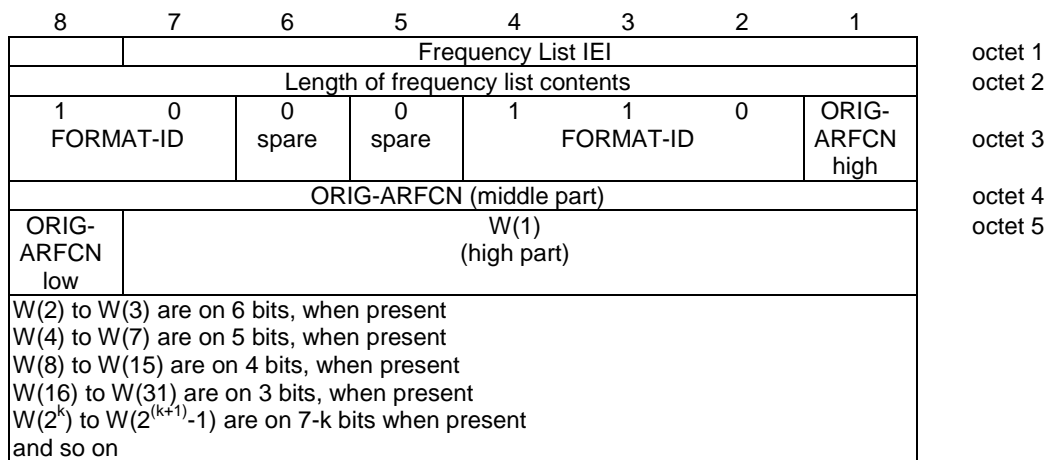 8 7 6 5 4 3 2 1
Frequency List IEI octet 1
Length of frequency list contents octet 2
1 0 0 0 1 1 0 ORIG-
FORMAT-ID spare spare FORMAT-ID ARFCN octet 3
high
ORIG-ARFCN (middle part) octet 4
ORIG- W(1) octet 5
ARFCN (high part)
low
W(2) to W(3) are on 6 bits, when present
W(4) to W(7) are on 5 bits, when present
W(8) to W(15) are on 4 bits, when present
W(16) to W(31) are on 3 bits, when present
W(2^k) to W(2^(k+1)-1) are on 7-k bits when present
and so on